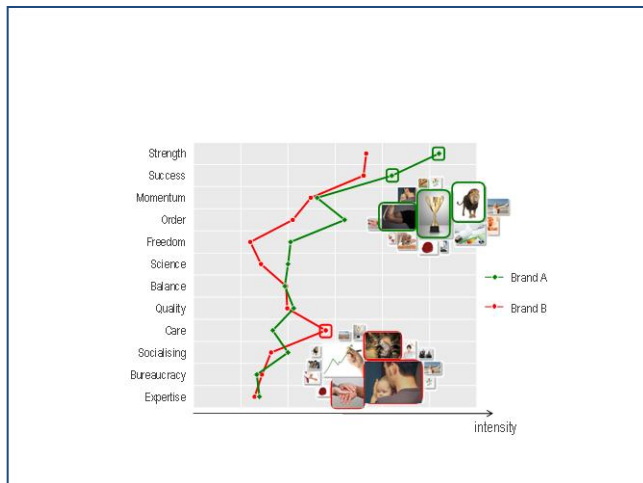 Strength
Success
Momentum
Order
Freedom
Science
Balance
Quality
Care
Socialising
Bureaucracy
Expertise
Brand A
Brand B
intensity